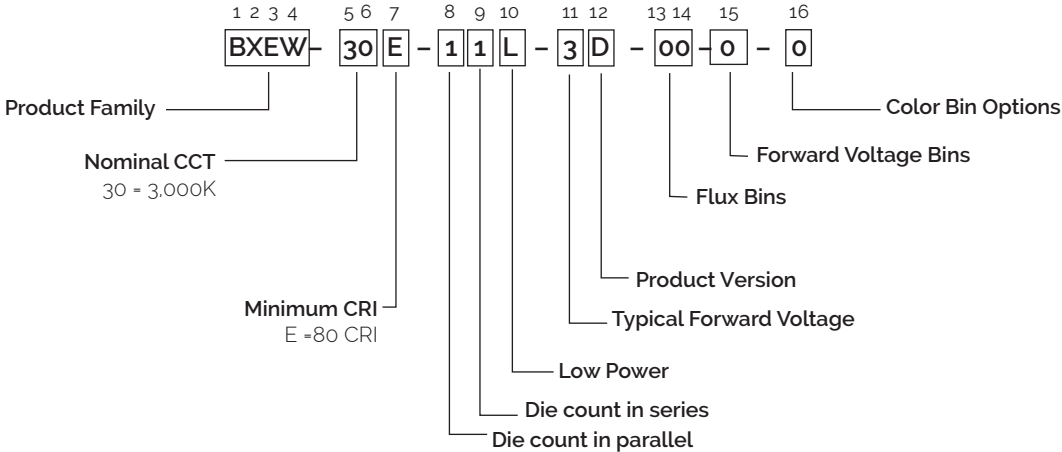 1 2 3 4 5 6 7 8 9 10 11 12 13 14 15 16
BXEW– 30 E – 1 1 L – 3 D – 00 – 0 – 0
Product Family
Color Bin Options
Nominal CCT
30 = 3,000K
Forward Voltage Bins
Flux Bins
Product Version
Minimum CRI
E =80 CRI
Typical Forward Voltage
Low Power
Die count in series
Die count in parallel